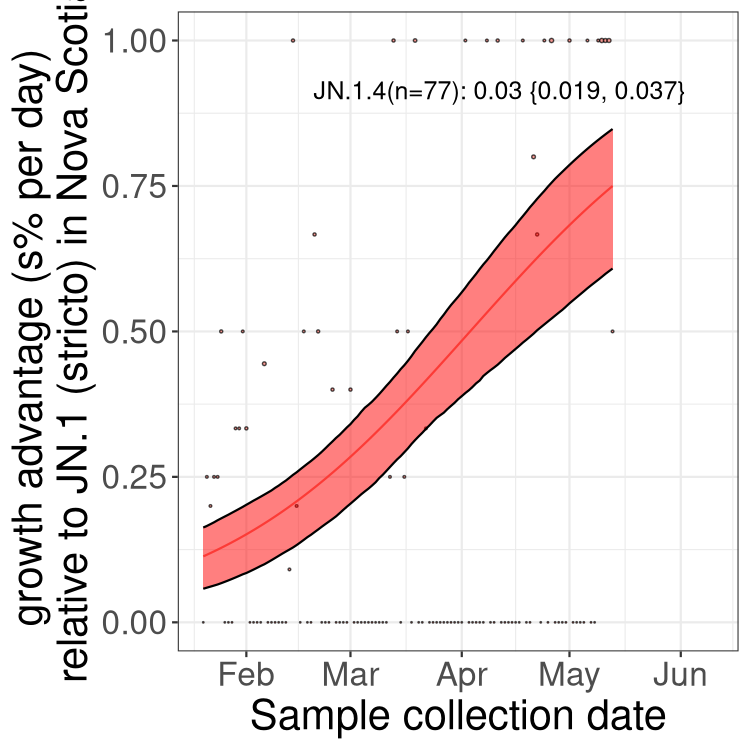 growth advantage (s% per day)
relative to JN.1 (stricto) in Nova Scotia
1.00
0.75
0.50
0.25
0.00
JN.1.4(n=77): 0.03 {0.019, 0.037}
Feb Mar Apr May Jun
Sample collection date